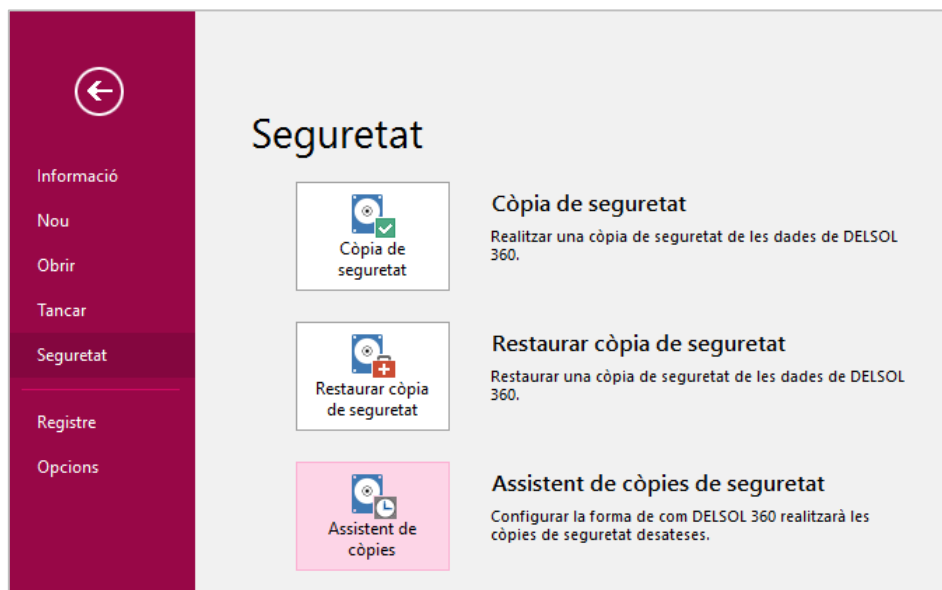 Informació
Nou
Obrir
Tancar
Seguretat
Registre
Opcions
Seguretat
Còpia de
seguretat
Còpia de seguretat
Realitzar una còpia de seguretat de les dades de DELSOL
360.
Restaurar còpia
de seguretat
Restaurar còpia de seguretat
Restaurar una còpia de seguretat de les dades de DELSOL
360.
Assistent de
còpies
Assistent de còpies de seguretat
Configurar la forma de com DELSOL 360 realitzarà les
còpies de seguretat desateses.